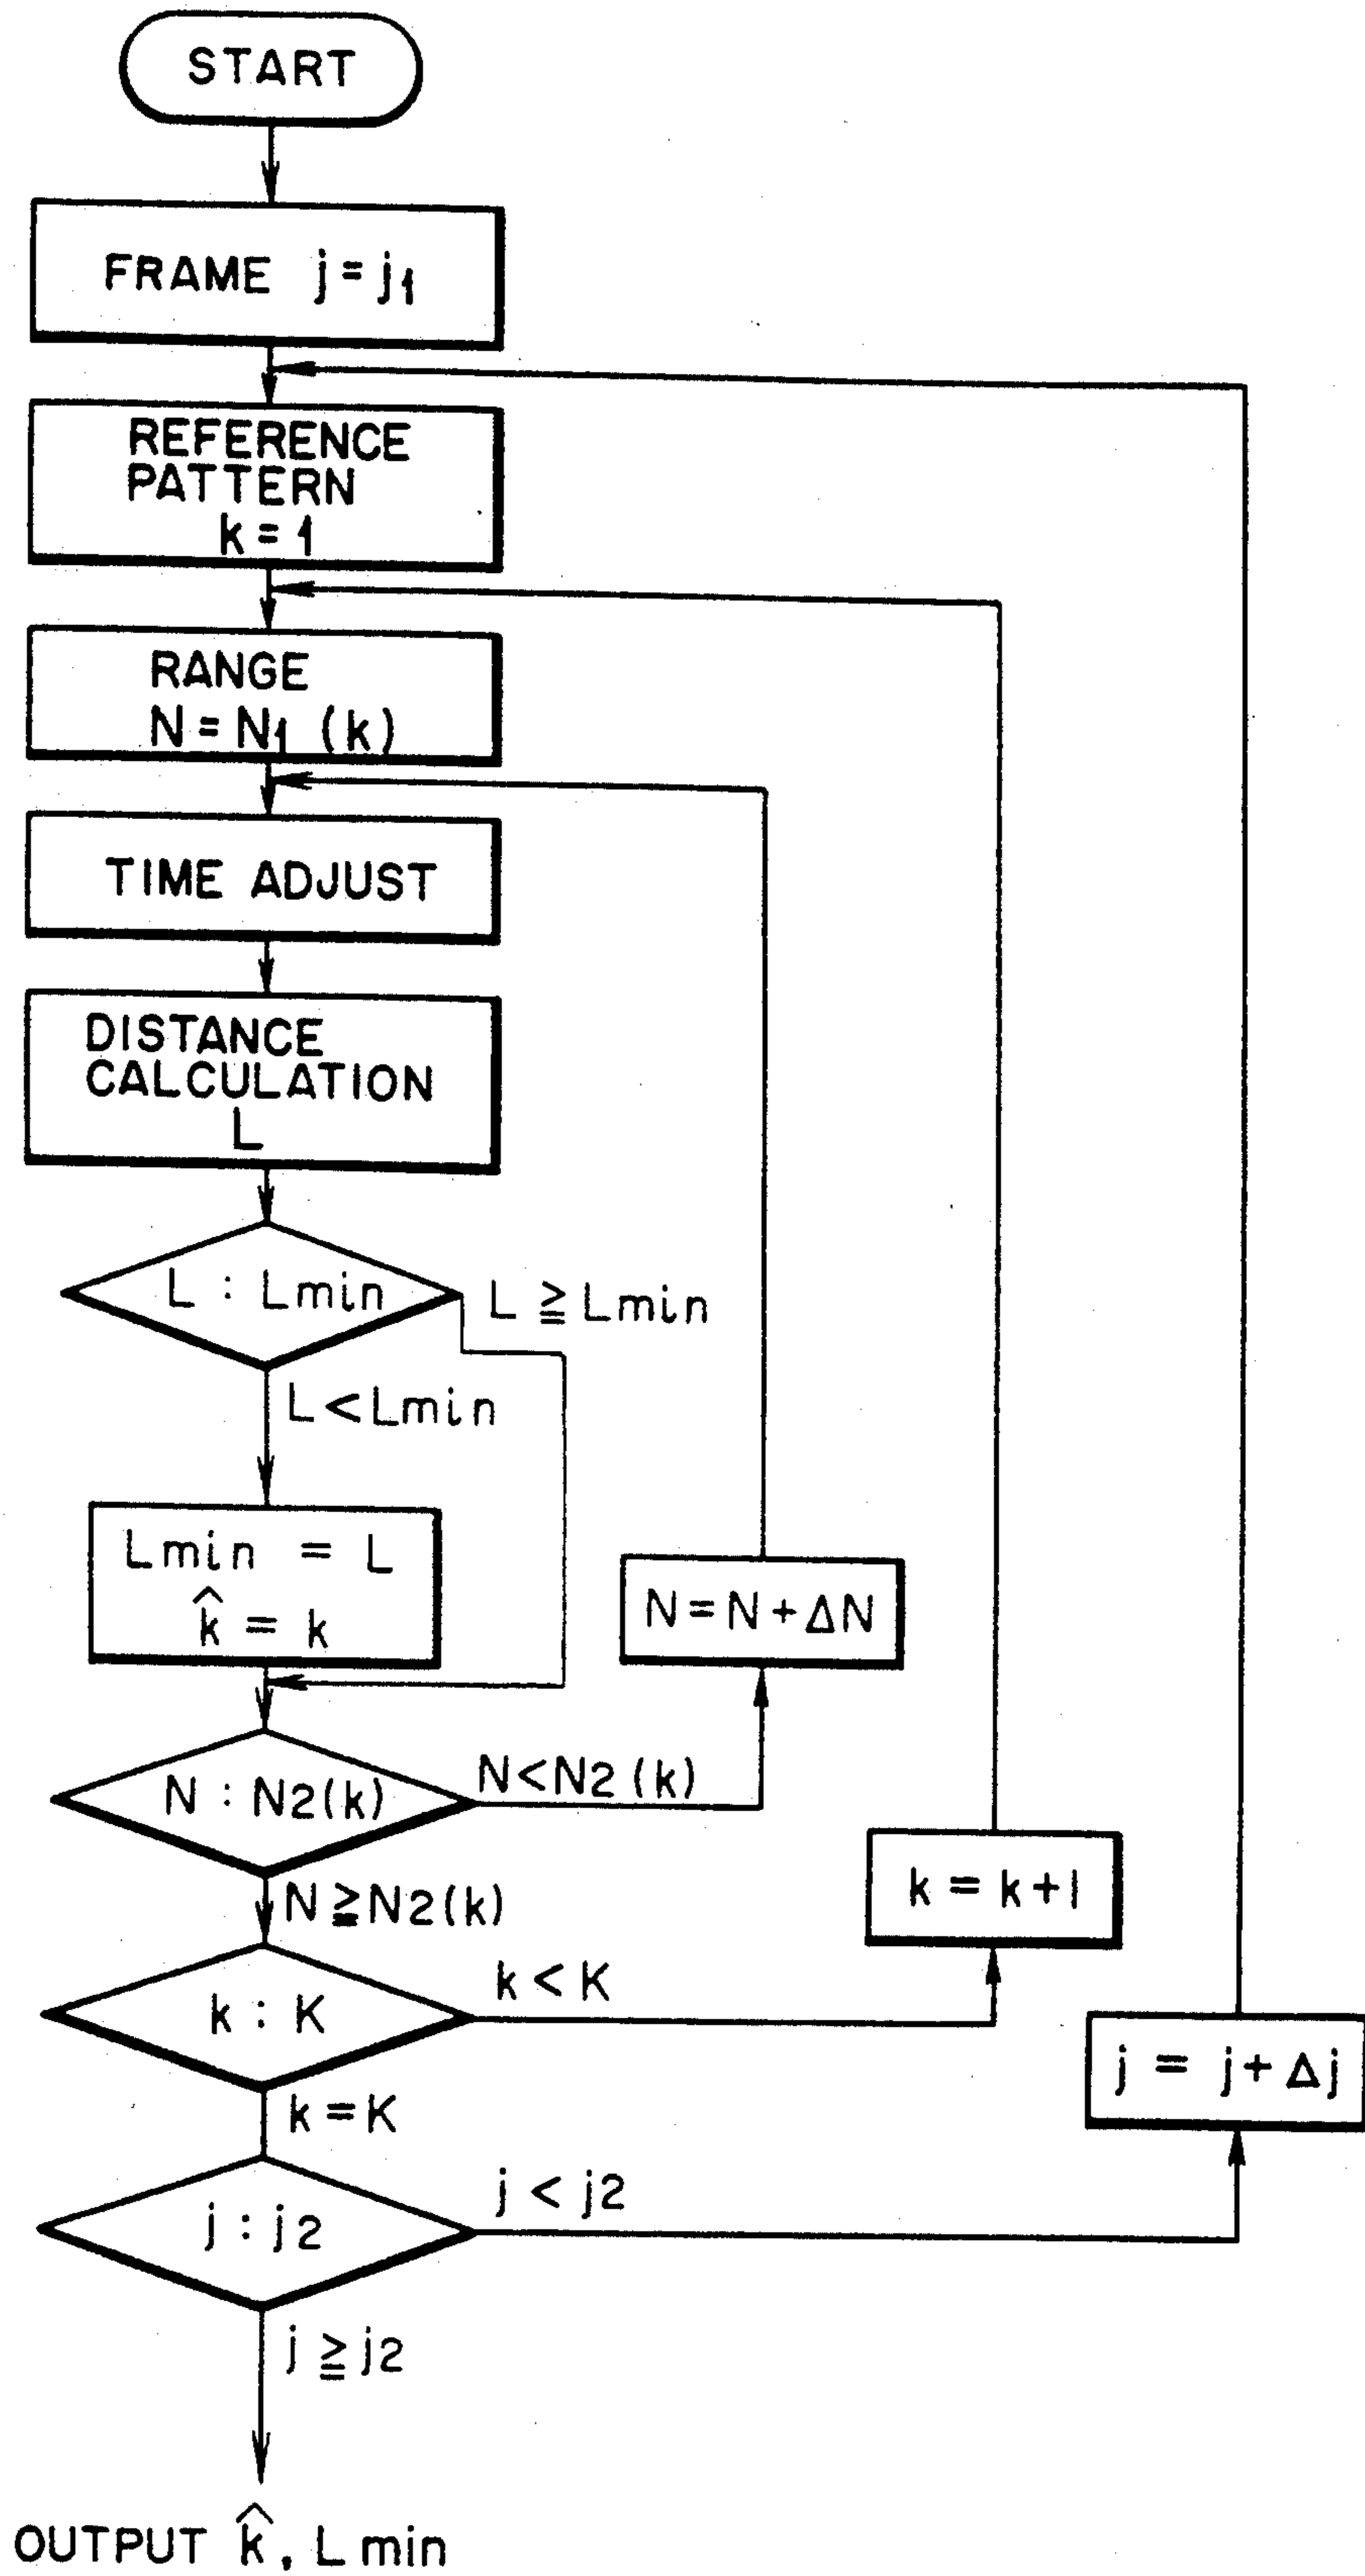 START
FRAME j = j1
REFERENCE
PATTERN
k = 1
RANGE
N = N1 (k)
TIME ADJUST
DISTANCE
CALCULATION
L
L : Lmin
L ≧ Lmin
L < Lmin
Lmin = L
k̂ = k
N = N + ΔN
N : N2(k)
N < N2(k)
N ≧ N2(k)
k = k + 1
k : K
k < K
j = j + Δj
k = K
j : j2
j < j2
j ≧ j2
OUTPUT k̂, Lmin